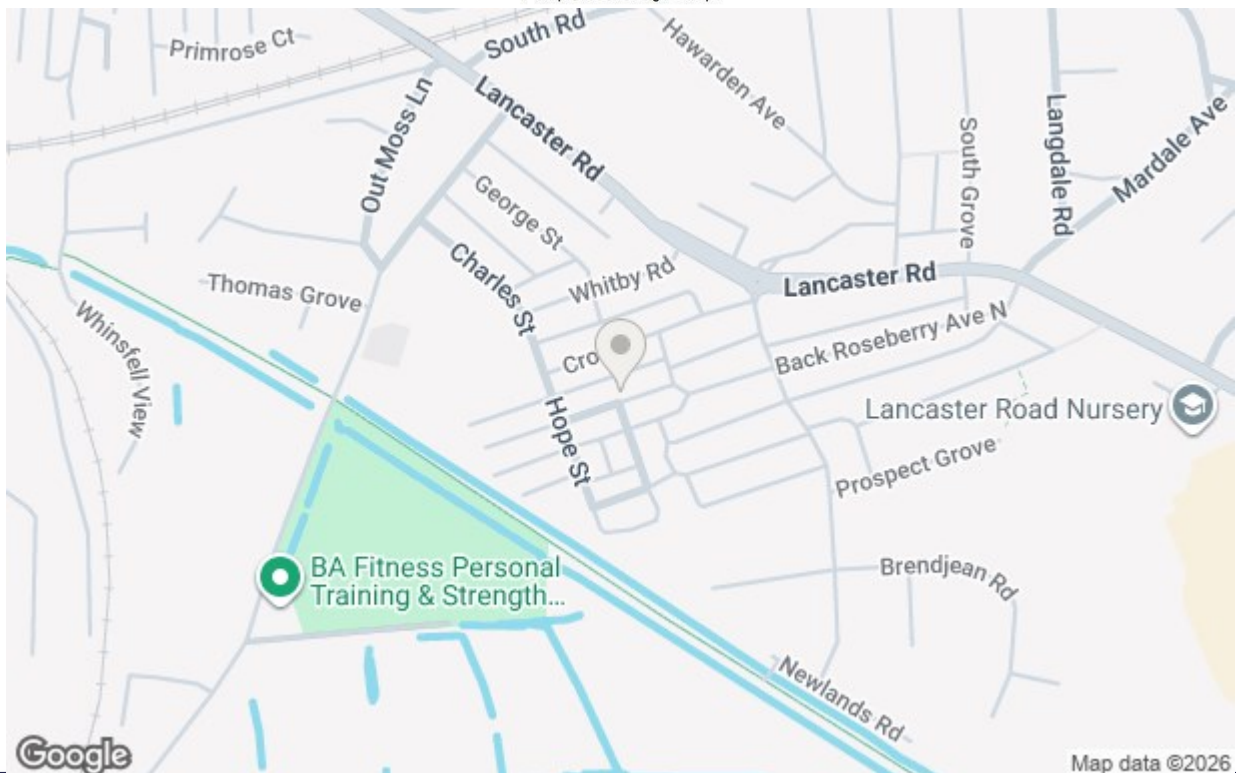 Primrose Ct
South Rd
Hawarden Ave
Lancaster Rd
Out Moss Ln
South Grove
Langdale Rd
Mardale Ave
George St
Charles St
Whitby Rd
Lancaster Rd
Thomas Grove
Whinsfell View
Back Roseberry Ave N
Hope St
Lancaster Road Nursery
Prospect Grove
BA Fitness Personal
Training & Strength...
Brendjean Rd
Newlands Rd
Google
Map data ©2026